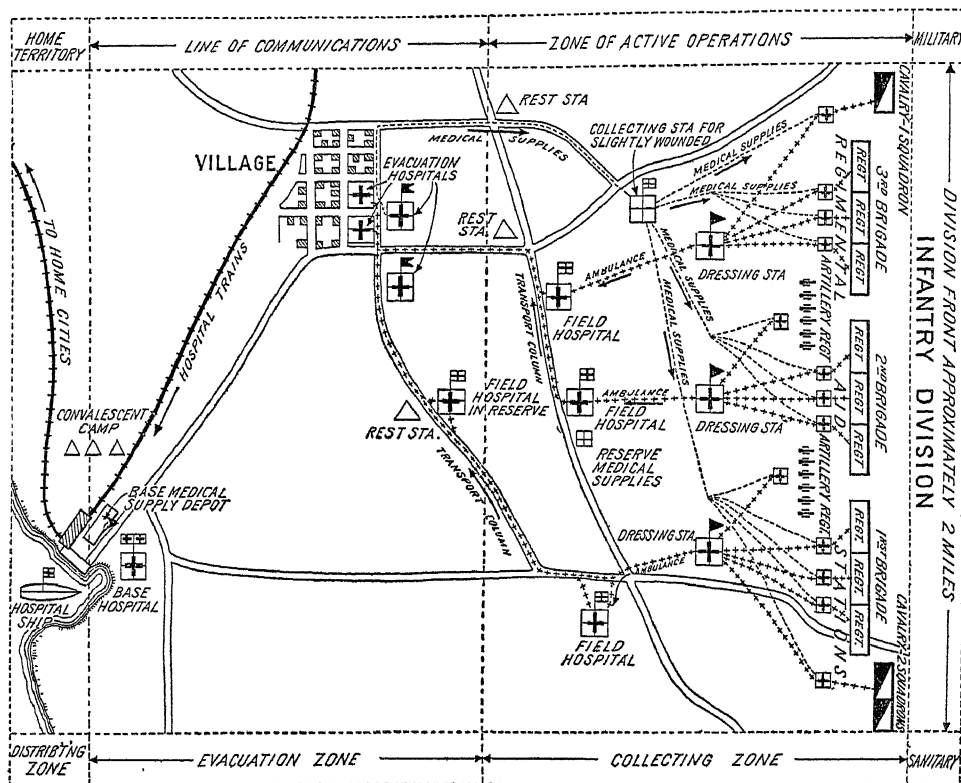 HOME
TERRITORY
LINE OF COMMUNICATIONS
ZONE OF ACTIVE OPERATIONS
MILITARY
REST STA
COLLECTING STA FOR
SLIGHTLY WOUNDED
MEDICAL SUPPLIES
VILLAGE
EVACUATION
HOSPITALS
REST
STA.
MEDICAL SUPPLIES
MEDICAL SUPPLIES
CAVALRY-1 SQUADRON
REGT
REGT
REGT
3RD BRIGADE
TO HOME CITIES
HOSPITAL TRAINS
AMBULANCE
DRESSING STA
MEDICAL SUPPLIES
MEDICAL SUPPLIES
FIELD
HOSPITAL
TRANSPORT COLUMN
ARTILLERY REGT
REGIMENTAL AID STATIONS
REGT
REGT
REGT
2ND BRIGADE
INFANTRY DIVISION
DIVISION FRONT APPROXIMATELY 2 MILES
CONVALESCENT
CAMP
REST STA.
FIELD
HOSPITAL
IN RESERVE
AMBULANCE
FIELD
HOSPITAL
DRESSING STA
TRANSPORT COLUMN
RESERVE
MEDICAL
SUPPLIES
ARTILLERY REGT.
BASE MEDICAL
SUPPLY DEPOT
DRESSING STA.
AMBULANCE
REGT.
REGT.
REGT.
1ST BRIGADE
HOSPITAL
SHIP
BASE
HOSPITAL
FIELD
HOSPITAL
CAVALRY-2 SQUADRONS
DISTRIBTNG
ZONE
EVACUATION ZONE
COLLECTING ZONE
SANITARY